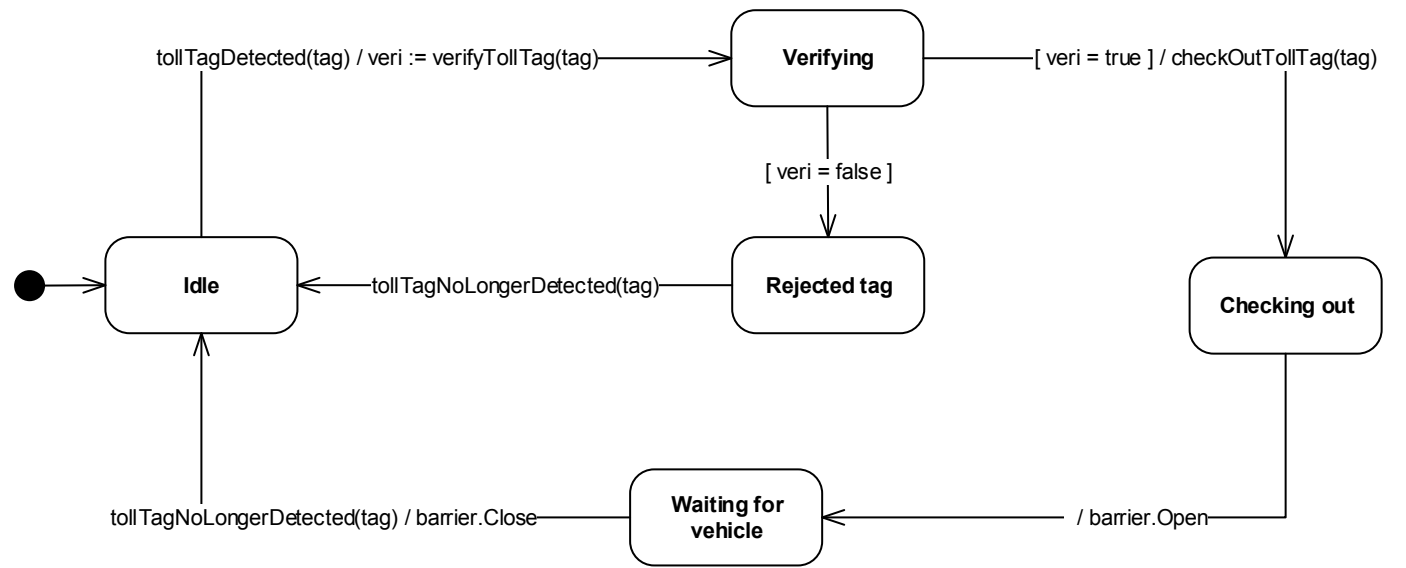 tollTagDetected(tag) / veri := verifyTollTag(tag)
Verifying
[ veri = true ] / checkOutTollTag(tag)
[ veri = false ]
Idle
tollTagNoLongerDetected(tag)
Rejected tag
Checking out
tollTagNoLongerDetected(tag) / barrier.Close
Waiting for
vehicle
/ barrier.Open